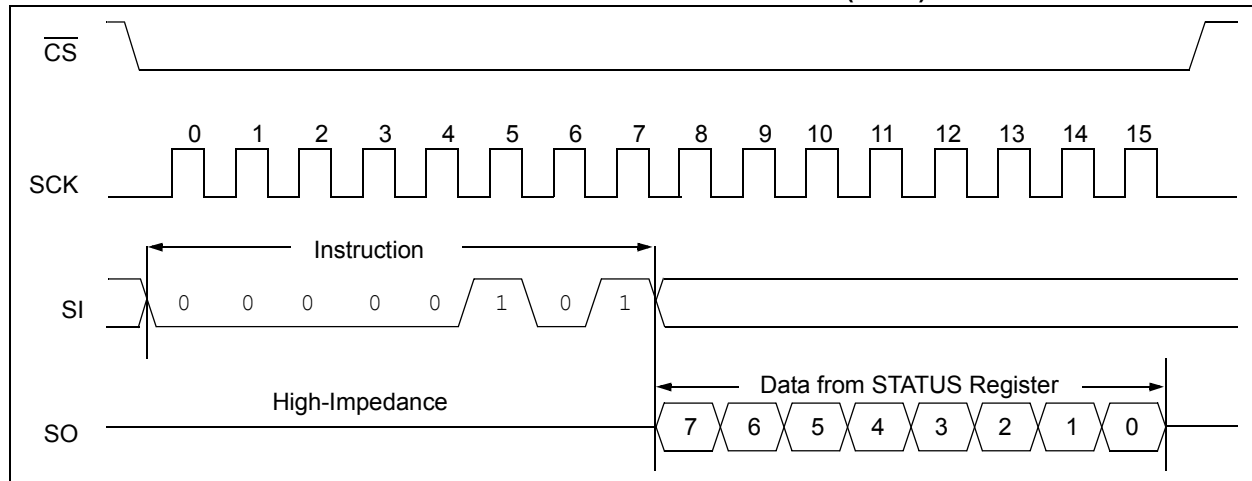 CS
0 1 2 3 4 5 6 7 8 9 10 11 12 13 14 15
SCK
Instruction
SI 0 0 0 0 0 1 0 1
Data from STATUS Register
High-Impedance
SO 7 6 5 4 3 2 1 0